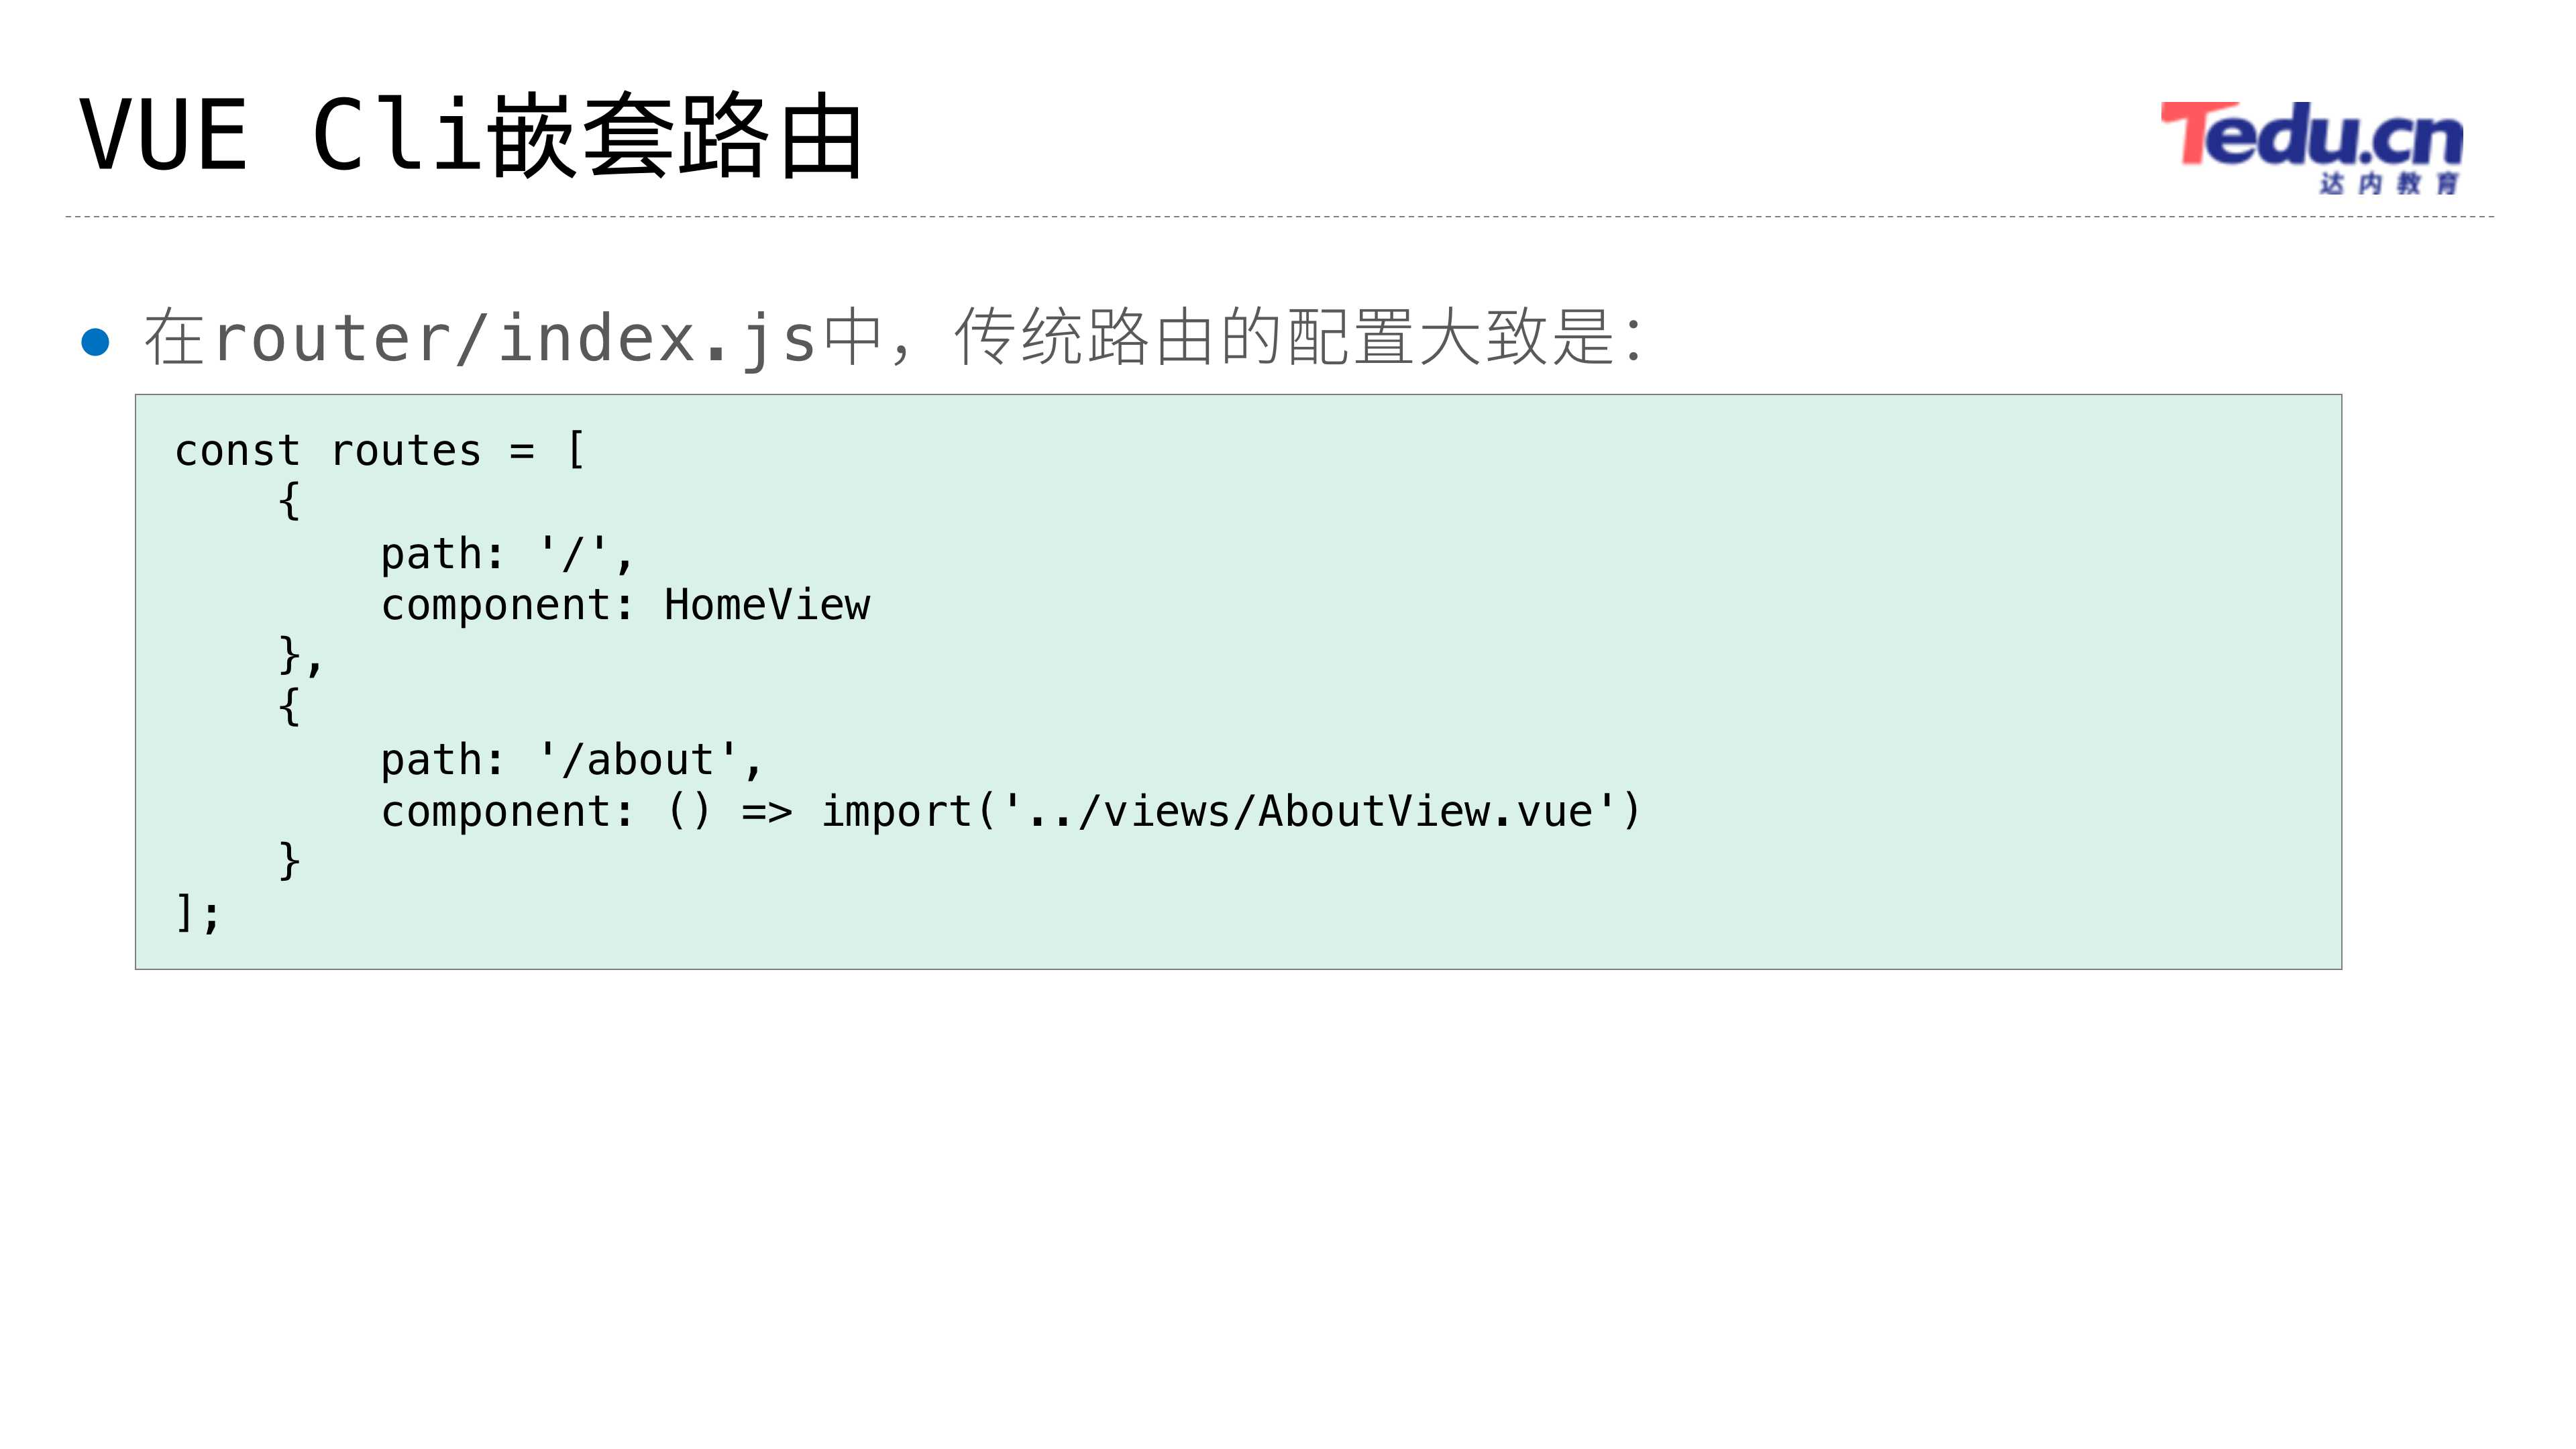 VUE Cli嵌套路由
Tedu.cn
达内教育
● 在router/index.js中，传统路由的配置大致是：
const routes = [
    {
        path: '/',
        component: HomeView
    },
    {
        path: '/about',
        component: () => import('../views/AboutView.vue')
    }
];